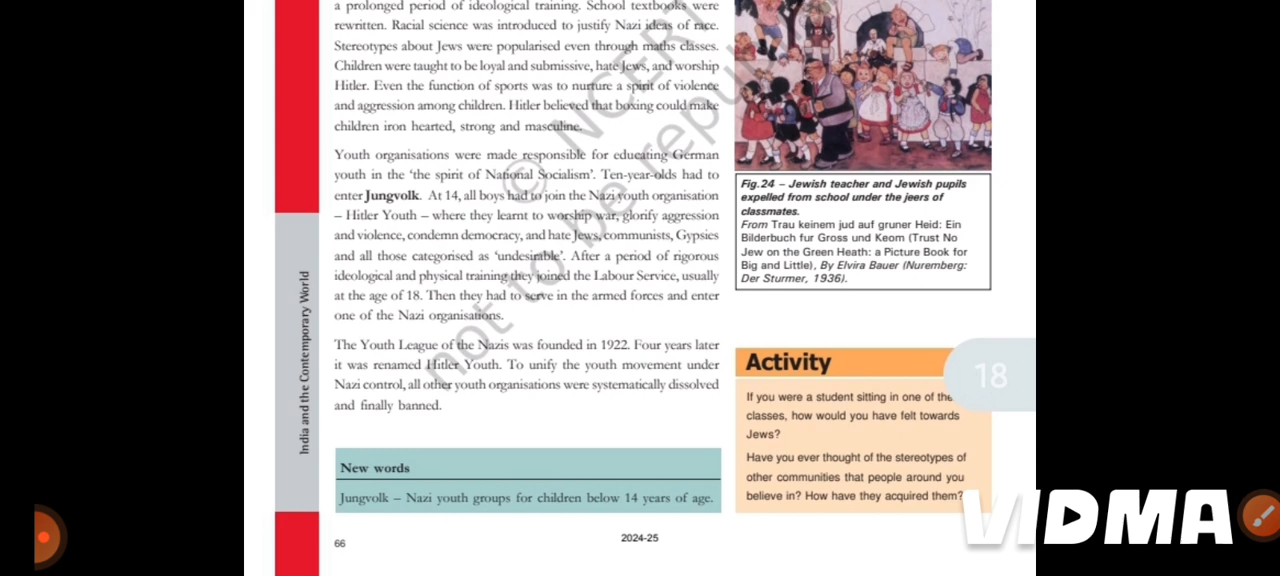 a prolonged period of ideological training. School textbooks were
rewritten. Racial science was introduced to justify Nazi ideas of race.
Stereotypes about Jews were popularised even through maths classes.
Children were taught to be loyal and submissive, hate Jews, and worship
Hitler. Even the function of sports was to nurture a spirit of violence
and aggression among children. Hitler believed that boxing could make
children iron hearted, strong and masculine.
Youth organisations were made responsible for educating German
youth in the ‘the spirit of National Socialism’. Ten-year-olds had to
enter Jungvolk. At 14, all boys had to join the Nazi youth organisation
– Hitler Youth – where they learnt to worship war, glorify aggression
and violence, condemn democracy, and hate Jews, communists, Gypsies
and all those categorised as ‘undesirable’. After a period of rigorous
ideological and physical training they joined the Labour Service, usually
at the age of 18. Then they had to serve in the armed forces and enter
one of the Nazi organisations.
The Youth League of the Nazis was founded in 1922. Four years later
it was renamed Hitler Youth. To unify the youth movement under
Nazi control, all other youth organisations were systematically dissolved
and finally banned.
New words
Jungvolk – Nazi youth groups for children below 14 years of age.
Fig.24 – Jewish teacher and Jewish pupils
expelled from school under the jeers of
classmates.
From Trau keinem jud auf gruner Heid: Ein
Bilderbuch fur Gross und Keom (Trust No
Jew on the Green Heath: a Picture Book for
Big and Little), By Elvira Bauer (Nuremberg:
Der Sturmer, 1936).
Activity
18
If you were a student sitting in one of the
classes, how would you have felt towards
Jews?
Have you ever thought of the stereotypes of
other communities that people around you
believe in? How have they acquired them?
India and the Contemporary World
66
2024-25
© NCERT
not to be repu
VIDMA